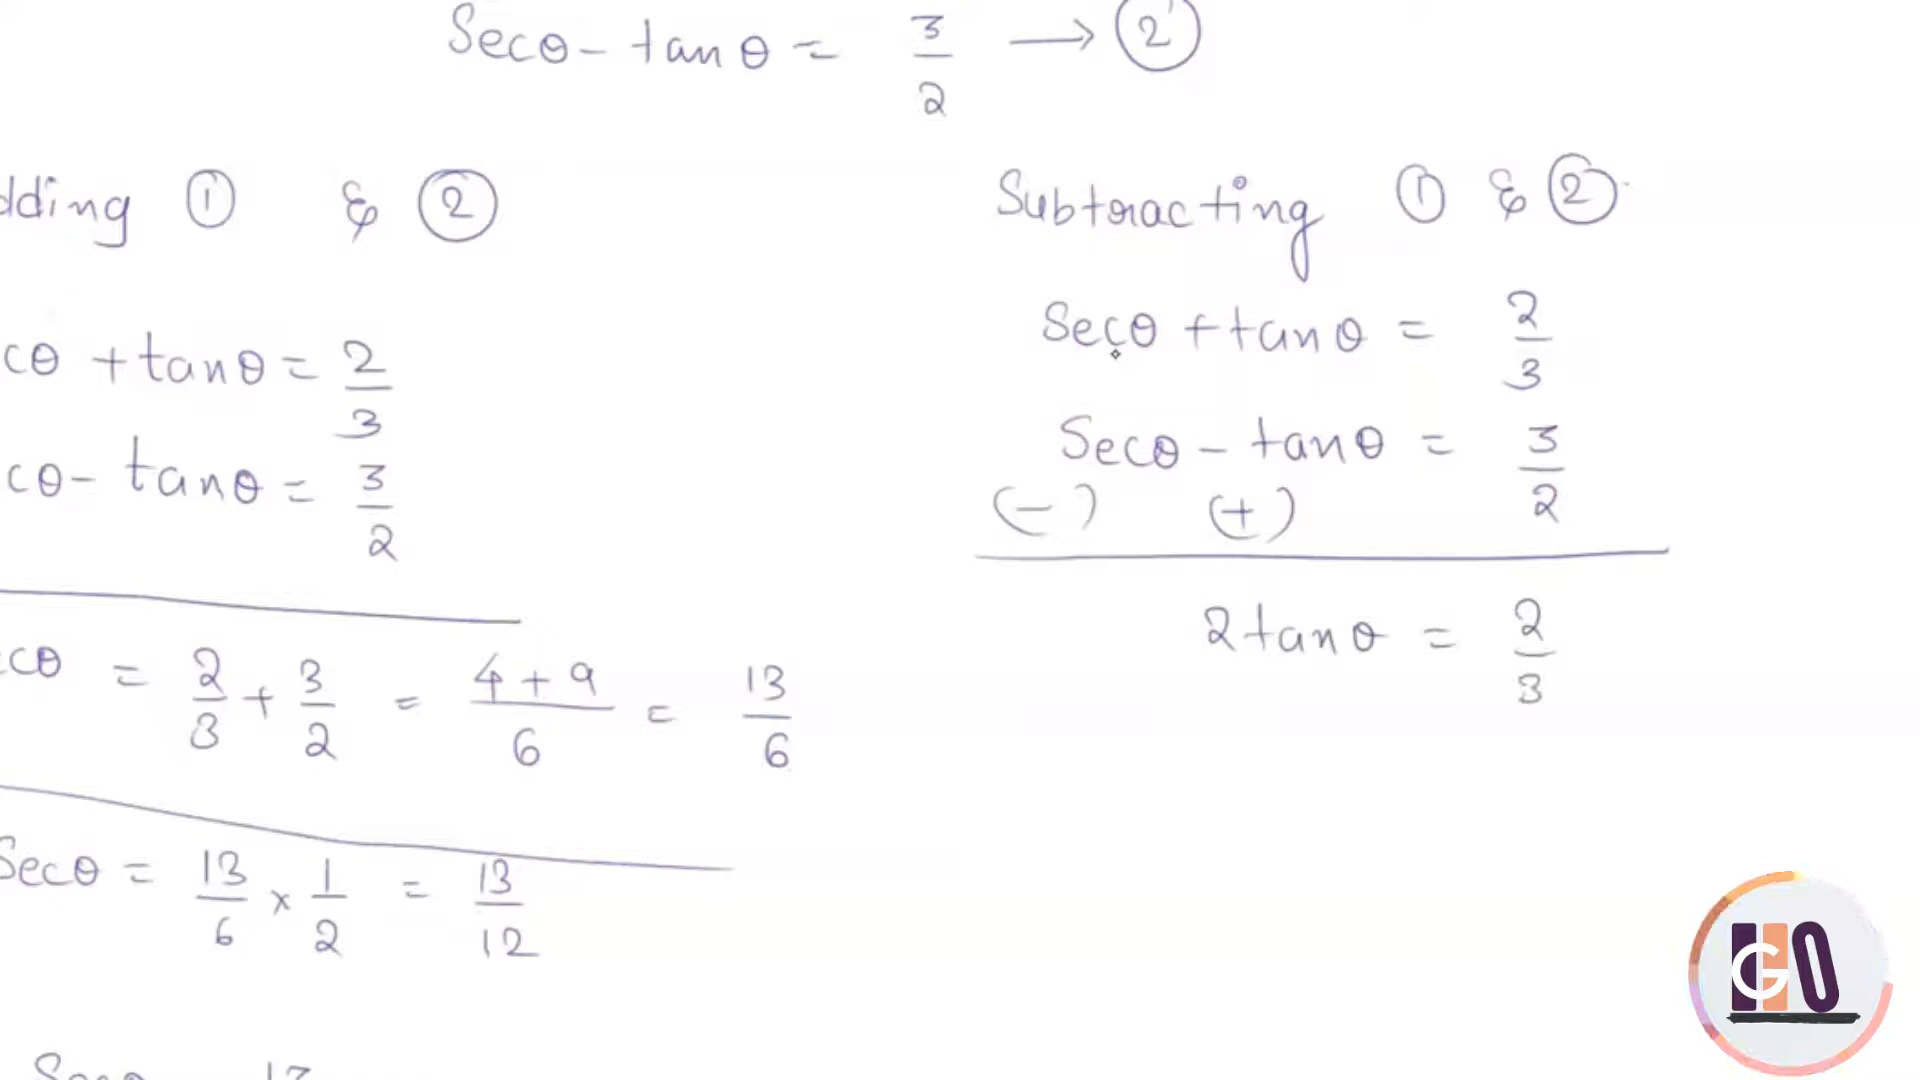 Secθ - tanθ = 3/2 → ②
dding ① & ②
cθ + tanθ = 2/3
cθ - tanθ = 3/2
cθ = 2/3 + 3/2 = 4+9/6 = 13/6
Secθ = 13/6 x 1/2 = 13/12
Subtracting ① & ②
Secθ + tanθ = 2/3
Secθ - tanθ = 3/2
(-) (+)
2tanθ = 2/3
GO